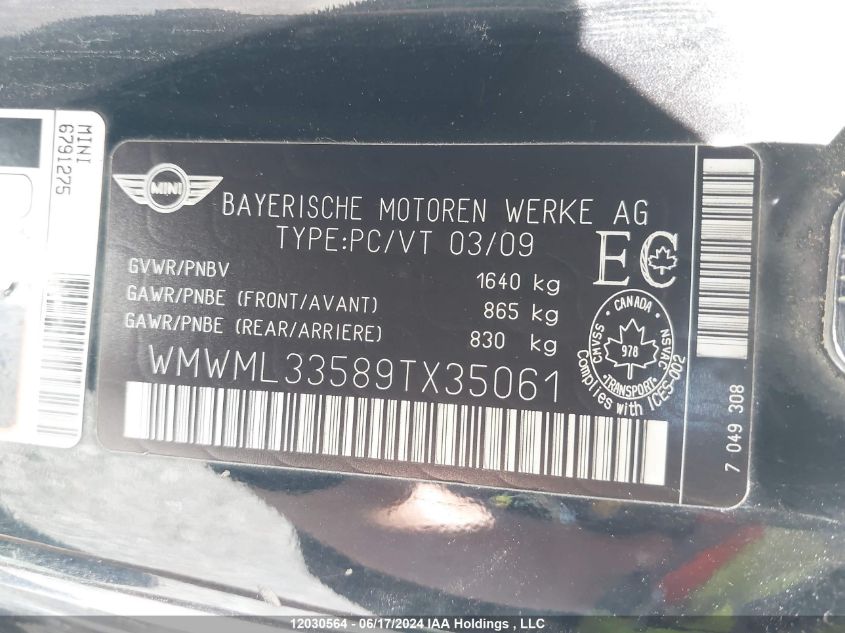 MINI
6791275
MINI
BAYERISCHE MOTOREN WERKE AG
TYPE:PC/VT 03/09
GVWR/PNBV 1640 kg
GAWR/PNBE (FRONT/AVANT) 865 kg
GAWR/PNBE (REAR/ARRIERE) 830 kg
WMWML33589TX35061
EC
CANADA
CMVSS
NSVAC
978
TRANSPORT
Complies with ICES-002
7 049 308
12030564 - 06/17/2024 IAA Holdings , LLC